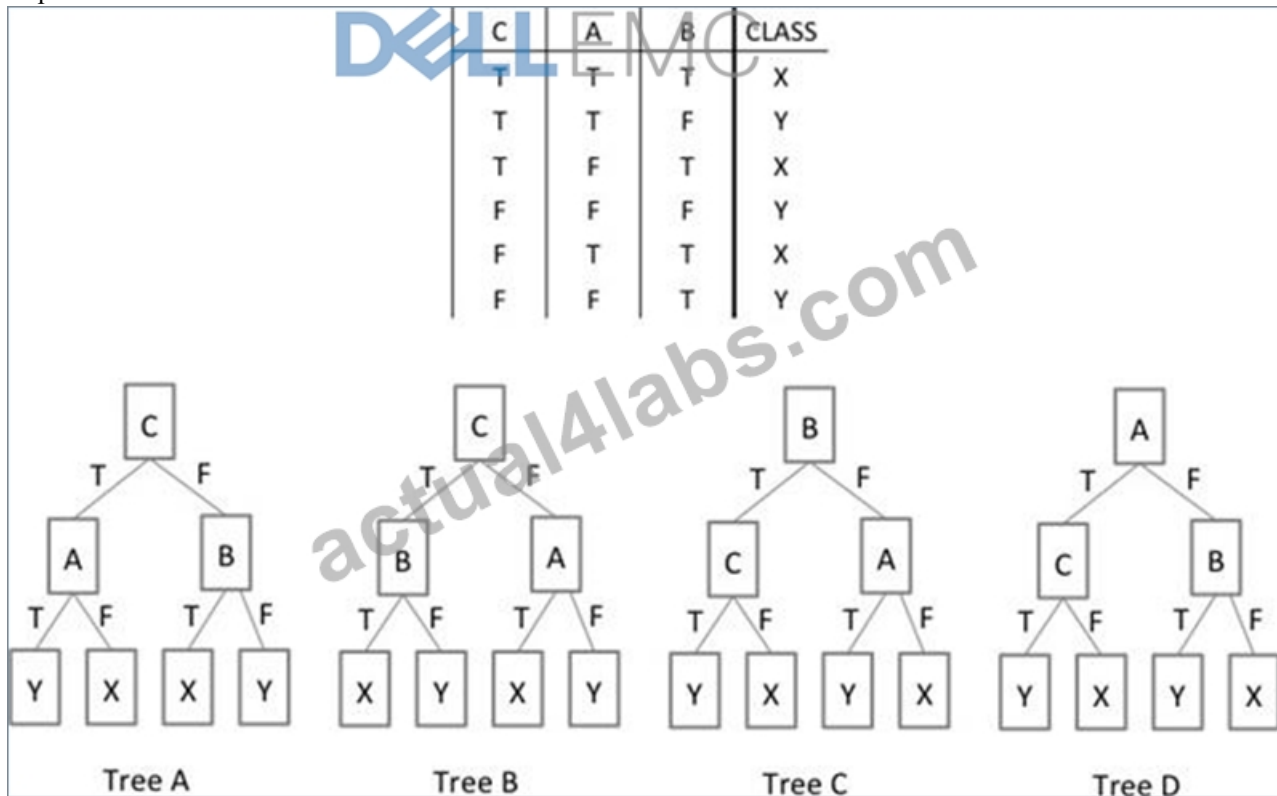 DELL EMC
C A B CLASS
T T T X
T T F Y
T F T X
F F F Y
F T T X
F F T Y
actual4labs.com
C C B A
T F T F T F T F
A B B A C A C B
T F T F T F T F T F T F T F T F
Y X X Y X Y X Y Y X Y X Y X Y X
Tree A Tree B Tree C Tree D